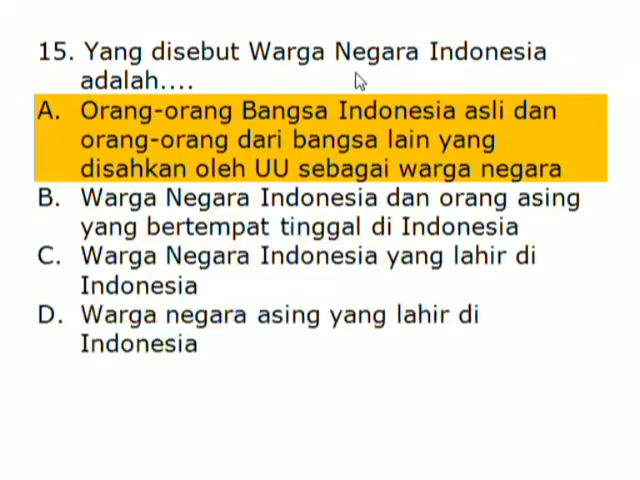 15. Yang disebut Warga Negara Indonesia
adalah....
A. Orang-orang Bangsa Indonesia asli dan
orang-orang dari bangsa lain yang
disahkan oleh UU sebagai warga negara
B. Warga Negara Indonesia dan orang asing
yang bertempat tinggal di Indonesia
C. Warga Negara Indonesia yang lahir di
Indonesia
D. Warga negara asing yang lahir di
Indonesia